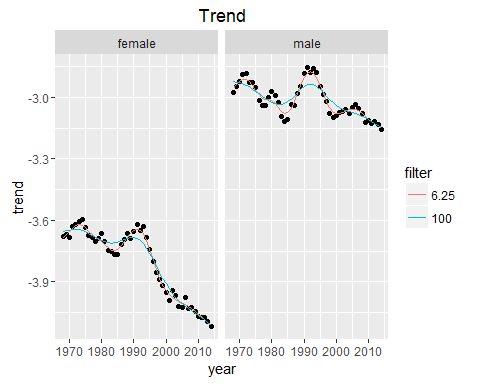 Trend
female male
trend
-3.0
-3.3
-3.6
-3.9
1970 1980 1990 2000 2010 1970 1980 1990 2000 2010
year
filter
6.25
100